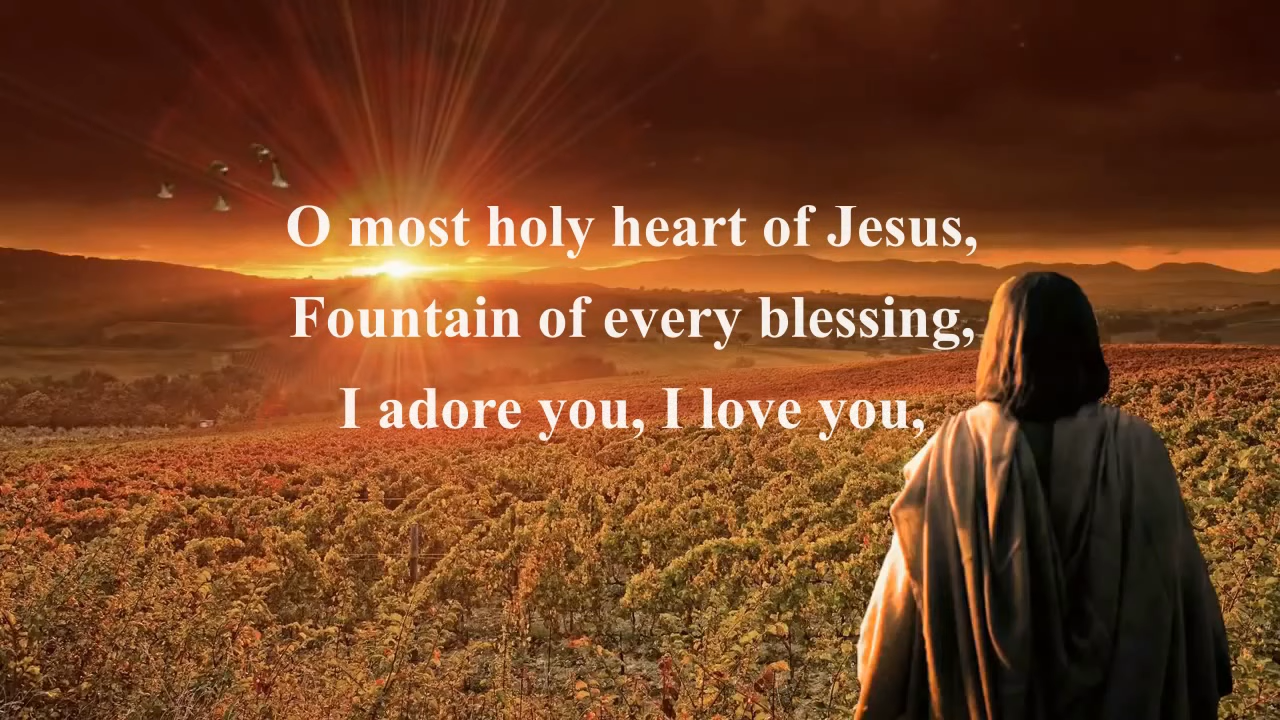 O most holy heart of Jesus,
Fountain of every blessing,
I adore you, I love you,